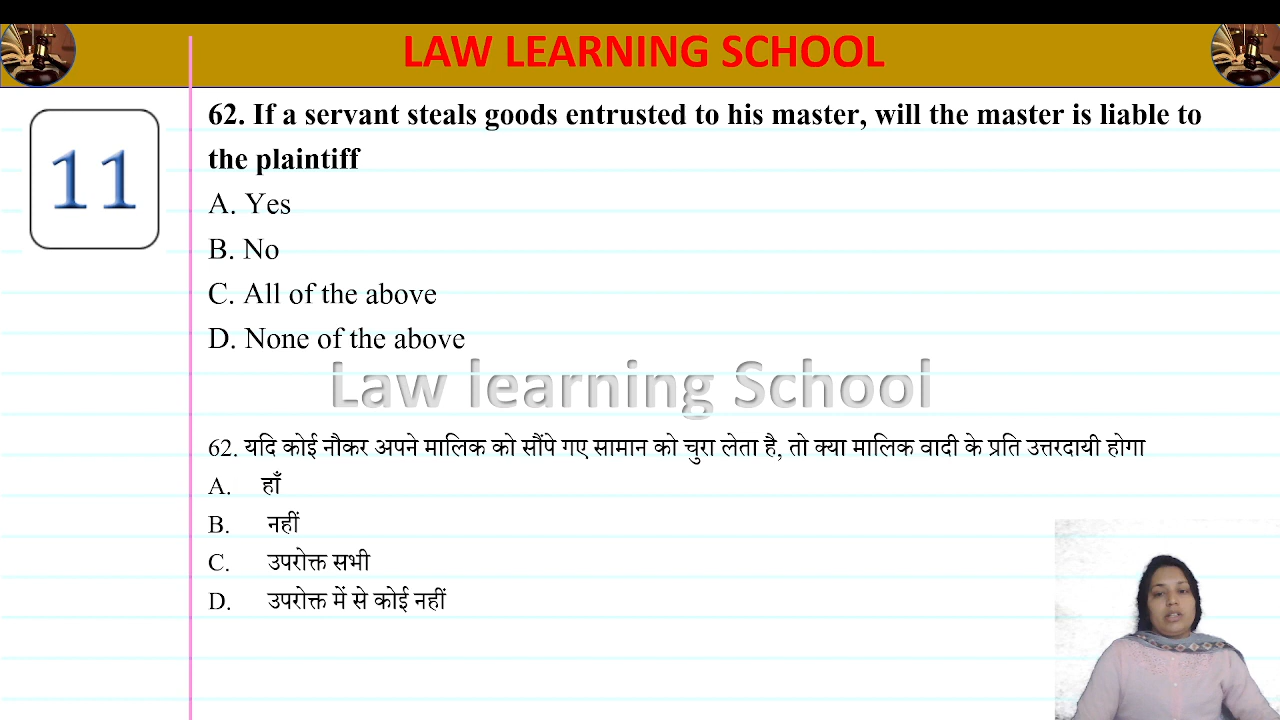 LAW LEARNING SCHOOL
11
62. If a servant steals goods entrusted to his master, will the master is liable to
the plaintiff
A. Yes
B. No
C. All of the above
D. None of the above
Law learning School
62. यदि कोई नौकर अपने मालिक को सौंपे गए सामान को चुरा लेता है, तो क्या मालिक वादी के प्रति उत्तरदायी होगा
A. हाँ
B. नहीं
C. उपरोक्त सभी
D. उपरोक्त में से कोई नहीं